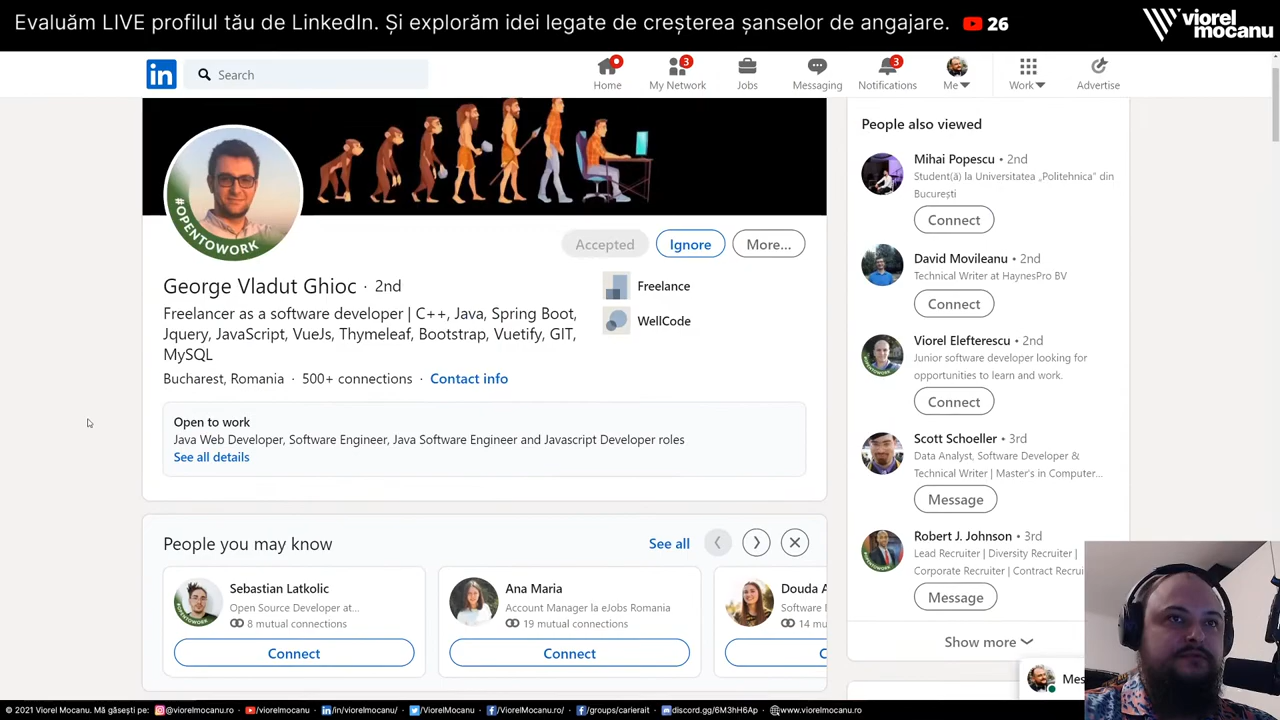 Evaluăm LIVE profilul tău de LinkedIn. Și explorăm idei legate de creșterea șanselor de angajare.
26
viorel
mocanu
in
Search
3
3
Home
My Network
Jobs
Messaging
Notifications
Me
Work
Advertise
#OPENTOWORK
Accepted
Ignore
More...
George Vladut Ghioc · 2nd
Freelancer as a software developer | C++, Java, Spring Boot,
Jquery, JavaScript, VueJs, Thymeleaf, Bootstrap, Vuetify, GIT,
MySQL
Bucharest, Romania · 500+ connections · Contact info
Freelance
WellCode
Open to work
Java Web Developer, Software Engineer, Java Software Engineer and Javascript Developer roles
See all details
People you may know
See all
Sebastian Latkolic
Open Source Developer at...
8 mutual connections
Connect
Ana Maria
Account Manager la eJobs Romania
19 mutual connections
Connect
Douda A
Software
14 mu
C
People also viewed
Mihai Popescu • 2nd
Student(ă) la Universitatea „Politehnica" din
București
Connect
David Movileanu • 2nd
Technical Writer at HaynesPro BV
Connect
Viorel Elefterescu • 2nd
Junior software developer looking for
opportunities to learn and work.
Connect
Scott Schoeller • 3rd
Data Analyst, Software Developer &
Technical Writer | Master's in Computer...
Message
Robert J. Johnson • 3rd
Lead Recruiter | Diversity Recruiter |
Corporate Recruiter | Contract Recrui
Message
Show more
Mes
© 2021 Viorel Mocanu. Mă găsești pe: @viorelmocanu.ro - /viorelmocanu - /in/viorelmocanu/ - /ViorelMocanu - /ViorelMocanu.ro/ - /groups/carierait - discord.gg/6M3hH6Ap - www.viorelmocanu.ro